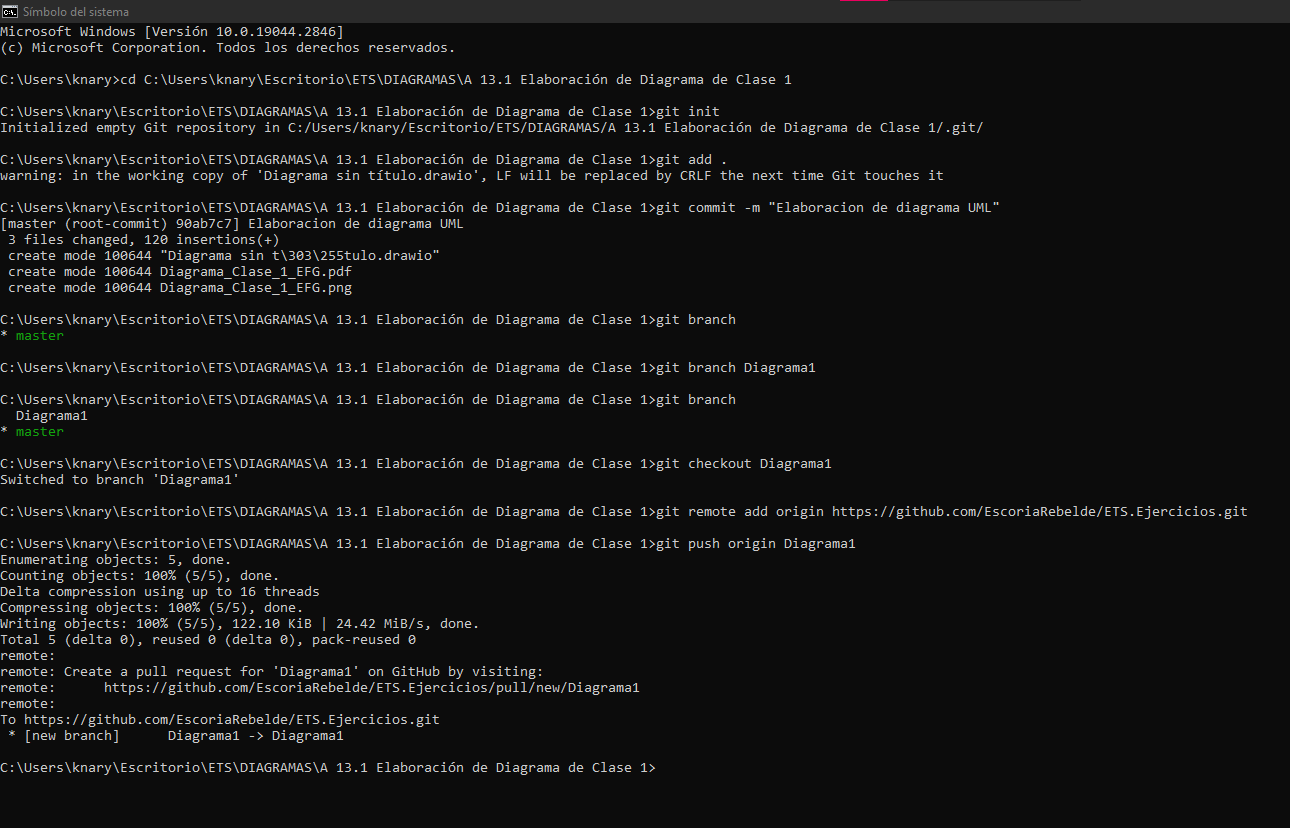 Símbolo del sistema
Microsoft Windows [Versión 10.0.19044.2846]
(c) Microsoft Corporation. Todos los derechos reservados.
C:\Users\knary>cd C:\Users\knary\Escritorio\ETS\DIAGRAMAS\A 13.1 Elaboración de Diagrama de Clase 1
C:\Users\knary\Escritorio\ETS\DIAGRAMAS\A 13.1 Elaboración de Diagrama de Clase 1>git init
Initialized empty Git repository in C:/Users/knary/Escritorio/ETS/DIAGRAMAS/A 13.1 Elaboración de Diagrama de Clase 1/.git/
C:\Users\knary\Escritorio\ETS\DIAGRAMAS\A 13.1 Elaboración de Diagrama de Clase 1>git add .
warning: in the working copy of 'Diagrama sin título.drawio', LF will be replaced by CRLF the next time Git touches it
C:\Users\knary\Escritorio\ETS\DIAGRAMAS\A 13.1 Elaboración de Diagrama de Clase 1>git commit -m "Elaboracion de diagrama UML"
[master (root-commit) 90ab7c7] Elaboracion de diagrama UML
 3 files changed, 120 insertions(+)
 create mode 100644 "Diagrama sin t\303\255tulo.drawio"
 create mode 100644 Diagrama_Clase_1_EFG.pdf
 create mode 100644 Diagrama_Clase_1_EFG.png
C:\Users\knary\Escritorio\ETS\DIAGRAMAS\A 13.1 Elaboración de Diagrama de Clase 1>git branch
* master
C:\Users\knary\Escritorio\ETS\DIAGRAMAS\A 13.1 Elaboración de Diagrama de Clase 1>git branch Diagrama1
C:\Users\knary\Escritorio\ETS\DIAGRAMAS\A 13.1 Elaboración de Diagrama de Clase 1>git branch
  Diagrama1
* master
C:\Users\knary\Escritorio\ETS\DIAGRAMAS\A 13.1 Elaboración de Diagrama de Clase 1>git checkout Diagrama1
Switched to branch 'Diagrama1'
C:\Users\knary\Escritorio\ETS\DIAGRAMAS\A 13.1 Elaboración de Diagrama de Clase 1>git remote add origin https://github.com/EscoriaRebelde/ETS.Ejercicios.git
C:\Users\knary\Escritorio\ETS\DIAGRAMAS\A 13.1 Elaboración de Diagrama de Clase 1>git push origin Diagrama1
Enumerating objects: 5, done.
Counting objects: 100% (5/5), done.
Delta compression using up to 16 threads
Compressing objects: 100% (5/5), done.
Writing objects: 100% (5/5), 122.10 KiB | 24.42 MiB/s, done.
Total 5 (delta 0), reused 0 (delta 0), pack-reused 0
remote:
remote: Create a pull request for 'Diagrama1' on GitHub by visiting:
remote:      https://github.com/EscoriaRebelde/ETS.Ejercicios/pull/new/Diagrama1
remote:
To https://github.com/EscoriaRebelde/ETS.Ejercicios.git
 * [new branch]      Diagrama1 -> Diagrama1
C:\Users\knary\Escritorio\ETS\DIAGRAMAS\A 13.1 Elaboración de Diagrama de Clase 1>